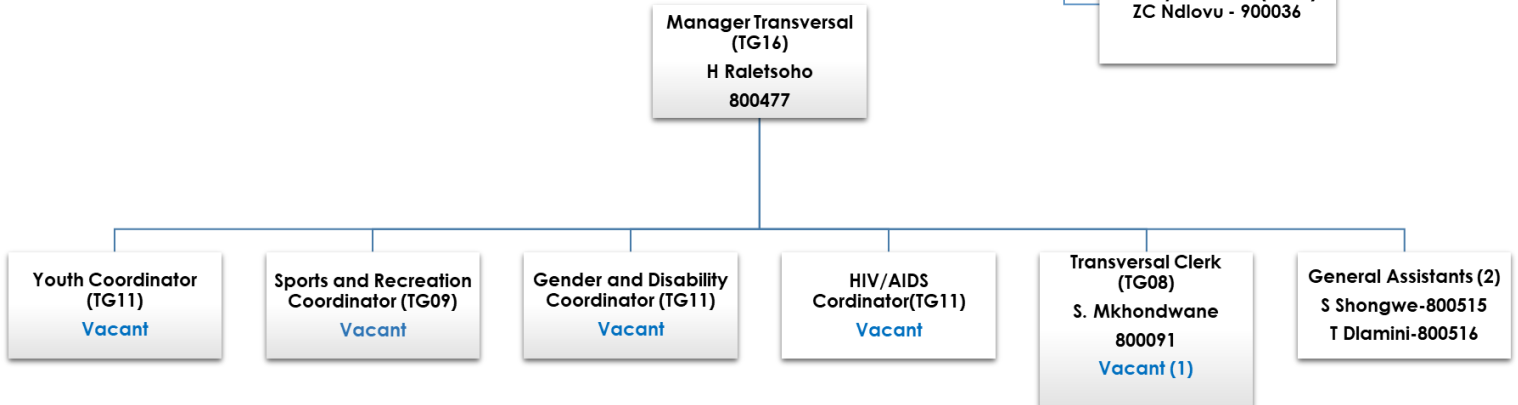 ZC Ndlovu - 900036
Manager Transversal
(TG16)
H Raletsoho
800477
Youth Coordinator
(TG11)
Vacant
Sports and Recreation
Coordinator (TG09)
Vacant
Gender and Disability
Coordinator (TG11)
Vacant
HIV/AIDS
Cordinator(TG11)
Vacant
Transversal Clerk
(TG08)
S. Mkhondwane
800091
Vacant (1)
General Assistants (2)
S Shongwe-800515
T Dlamini-800516